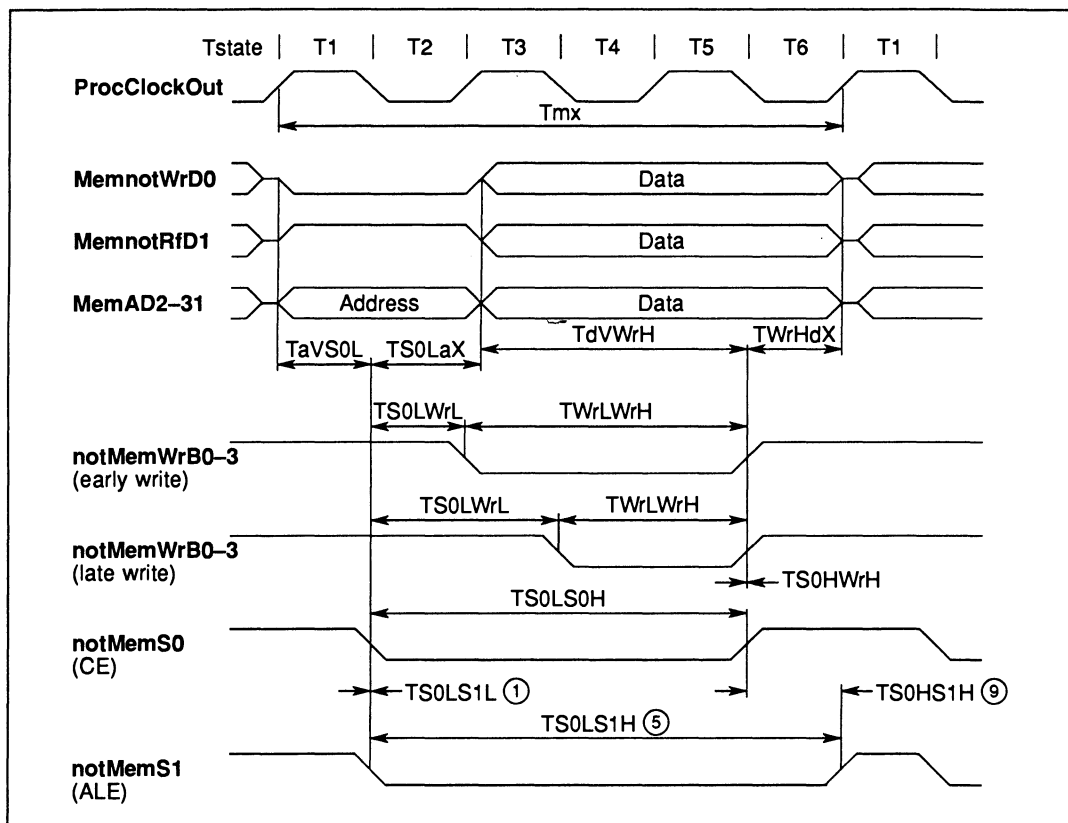 Tstate | T1 | T2 | T3 | T4 | T5 | T6 | T1 |
ProcClockOut
Tmx
MemnotWrD0
Data
MemnotRfD1
Data
MemAD2–31
Address
Data
TaVS0L
TS0LaX
TdVWrH
TWrHdX
TS0LWrL
TWrLWrH
notMemWrB0–3
(early write)
TS0LWrL
TWrLWrH
notMemWrB0–3
(late write)
TS0HWrH
TS0LS0H
notMemS0
(CE)
TS0LS1L ①
TS0HS1H ⑨
TS0LS1H ⑤
notMemS1
(ALE)